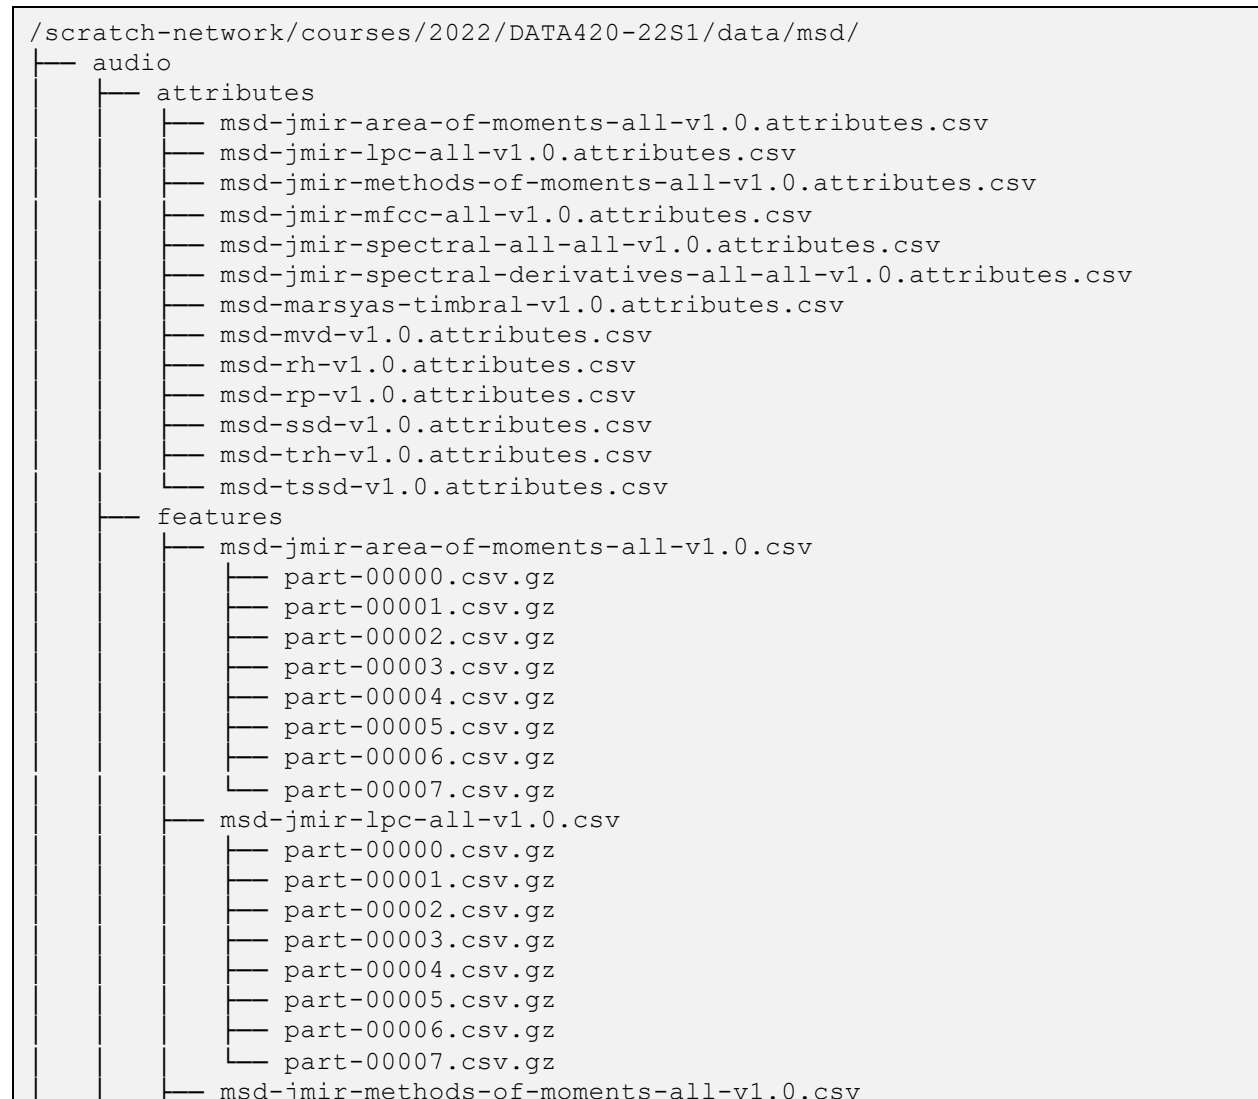 /scratch-network/courses/2022/DATA420-22S1/data/msd/
├── audio
│   ├── attributes
│   │   ├── msd-jmir-area-of-moments-all-v1.0.attributes.csv
│   │   ├── msd-jmir-lpc-all-v1.0.attributes.csv
│   │   ├── msd-jmir-methods-of-moments-all-v1.0.attributes.csv
│   │   ├── msd-jmir-mfcc-all-v1.0.attributes.csv
│   │   ├── msd-jmir-spectral-all-all-v1.0.attributes.csv
│   │   ├── msd-jmir-spectral-derivatives-all-all-v1.0.attributes.csv
│   │   ├── msd-marsyas-timbral-v1.0.attributes.csv
│   │   ├── msd-mvd-v1.0.attributes.csv
│   │   ├── msd-rh-v1.0.attributes.csv
│   │   ├── msd-rp-v1.0.attributes.csv
│   │   ├── msd-ssd-v1.0.attributes.csv
│   │   ├── msd-trh-v1.0.attributes.csv
│   │   └── msd-tssd-v1.0.attributes.csv
│   ├── features
│   │   ├── msd-jmir-area-of-moments-all-v1.0.csv
│   │   │   ├── part-00000.csv.gz
│   │   │   ├── part-00001.csv.gz
│   │   │   ├── part-00002.csv.gz
│   │   │   ├── part-00003.csv.gz
│   │   │   ├── part-00004.csv.gz
│   │   │   ├── part-00005.csv.gz
│   │   │   ├── part-00006.csv.gz
│   │   │   └── part-00007.csv.gz
│   │   ├── msd-jmir-lpc-all-v1.0.csv
│   │   │   ├── part-00000.csv.gz
│   │   │   ├── part-00001.csv.gz
│   │   │   ├── part-00002.csv.gz
│   │   │   ├── part-00003.csv.gz
│   │   │   ├── part-00004.csv.gz
│   │   │   ├── part-00005.csv.gz
│   │   │   ├── part-00006.csv.gz
│   │   │   └── part-00007.csv.gz
│   │   ├── msd-jmir-methods-of-moments-all-v1.0.csv